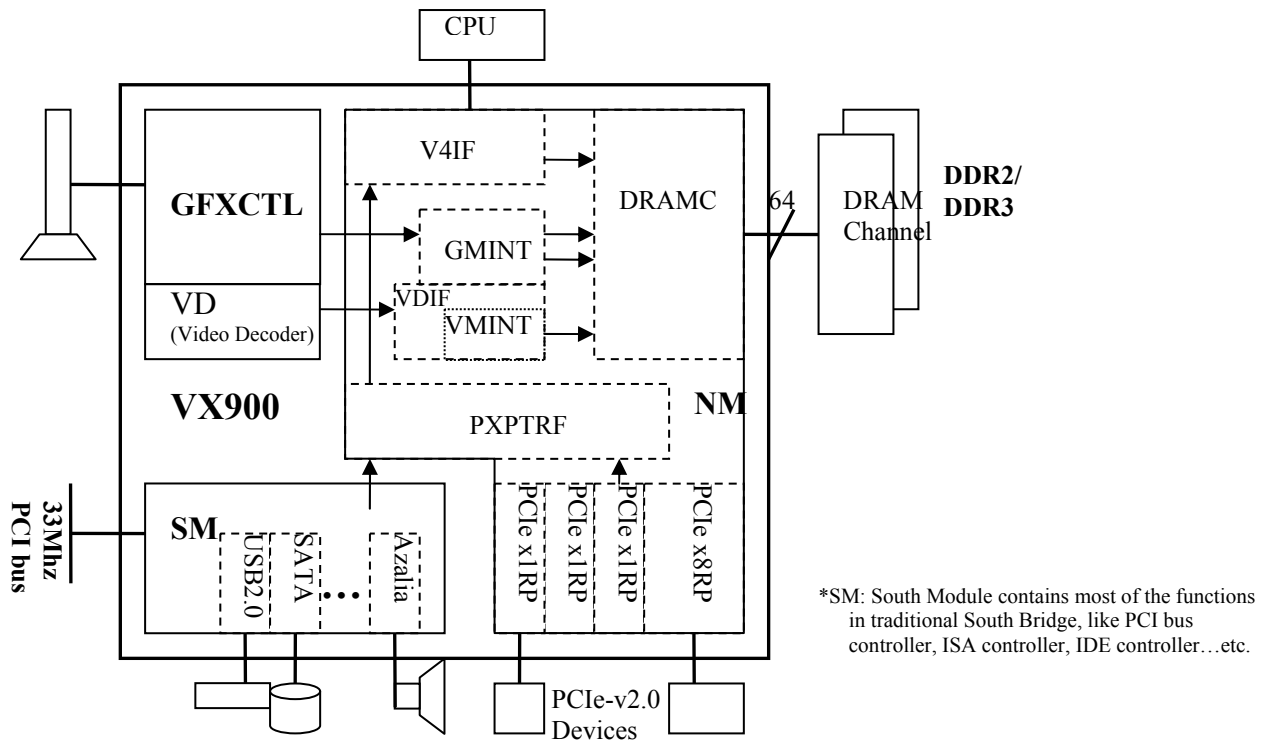 CPU
V4IF
GFXCTL
DRAMC
64
DRAM
Channel
DDR2/
DDR3
GMINT
VD
(Video Decoder)
VDIF
VMINT
VX900
NM
PXPTRF
33Mhz
PCI bus
SM
USB2.0
SATA
...
Azalia
PCIe x1RP
PCIe x1RP
PCIe x1RP
PCIe x8RP
*SM: South Module contains most of the functions
in traditional South Bridge, like PCI bus
controller, ISA controller, IDE controller…etc.
PCIe-v2.0
Devices